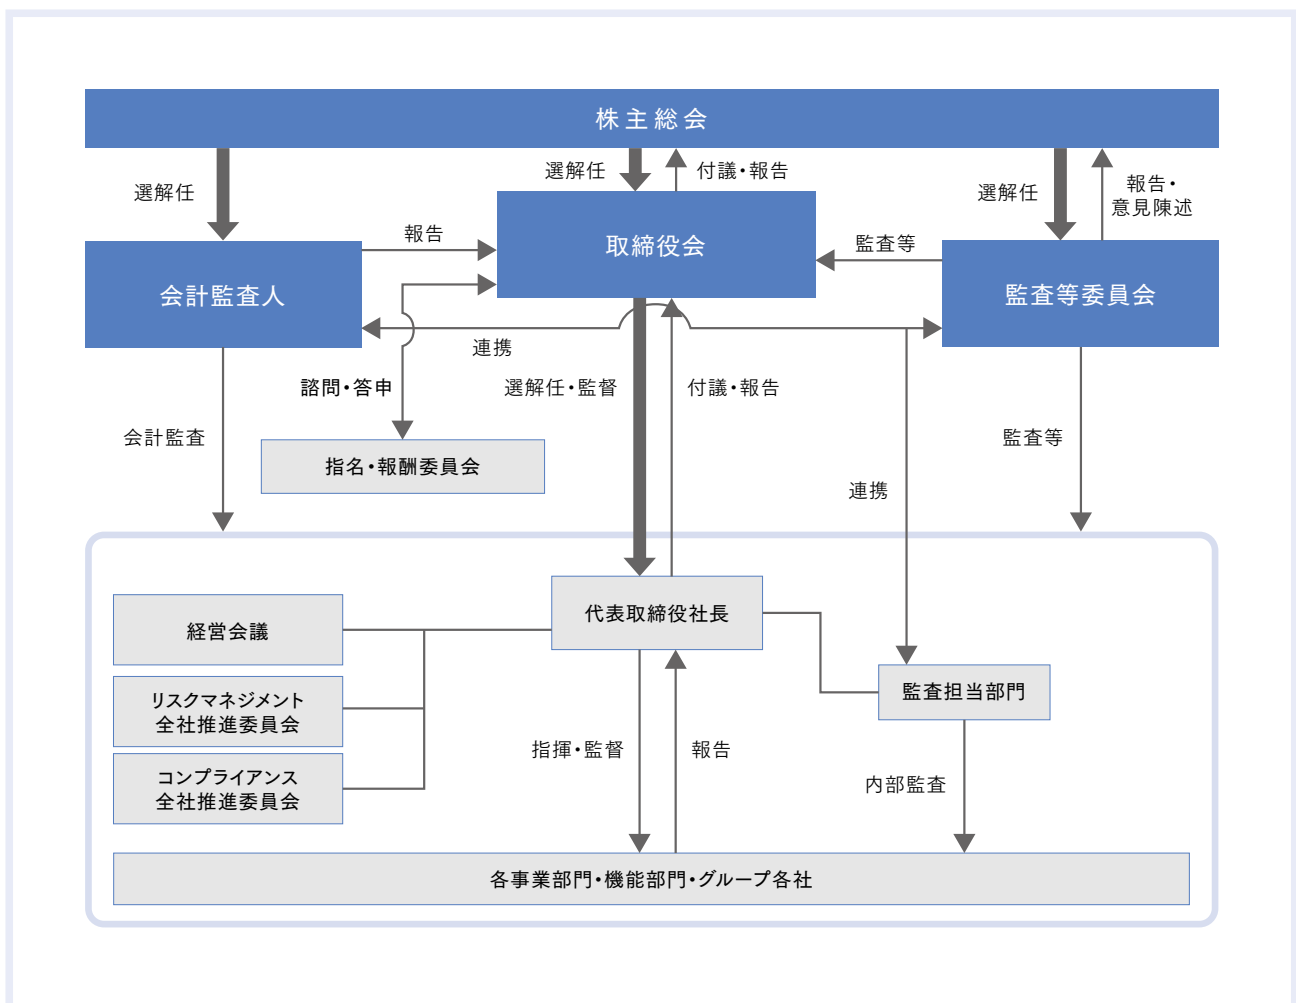 株主総会
選解任
選解任
付議・報告
選解任
報告・
意見陳述
報告
取締役会
監査等
会計監査人
監査等委員会
連携
諮問・答申
選解任・監督
付議・報告
会計監査
指名・報酬委員会
監査等
連携
代表取締役社長
経営会議
リスクマネジメント
全社推進委員会
監査担当部門
コンプライアンス
全社推進委員会
指揮・監督
報告
内部監査
各事業部門・機能部門・グループ各社